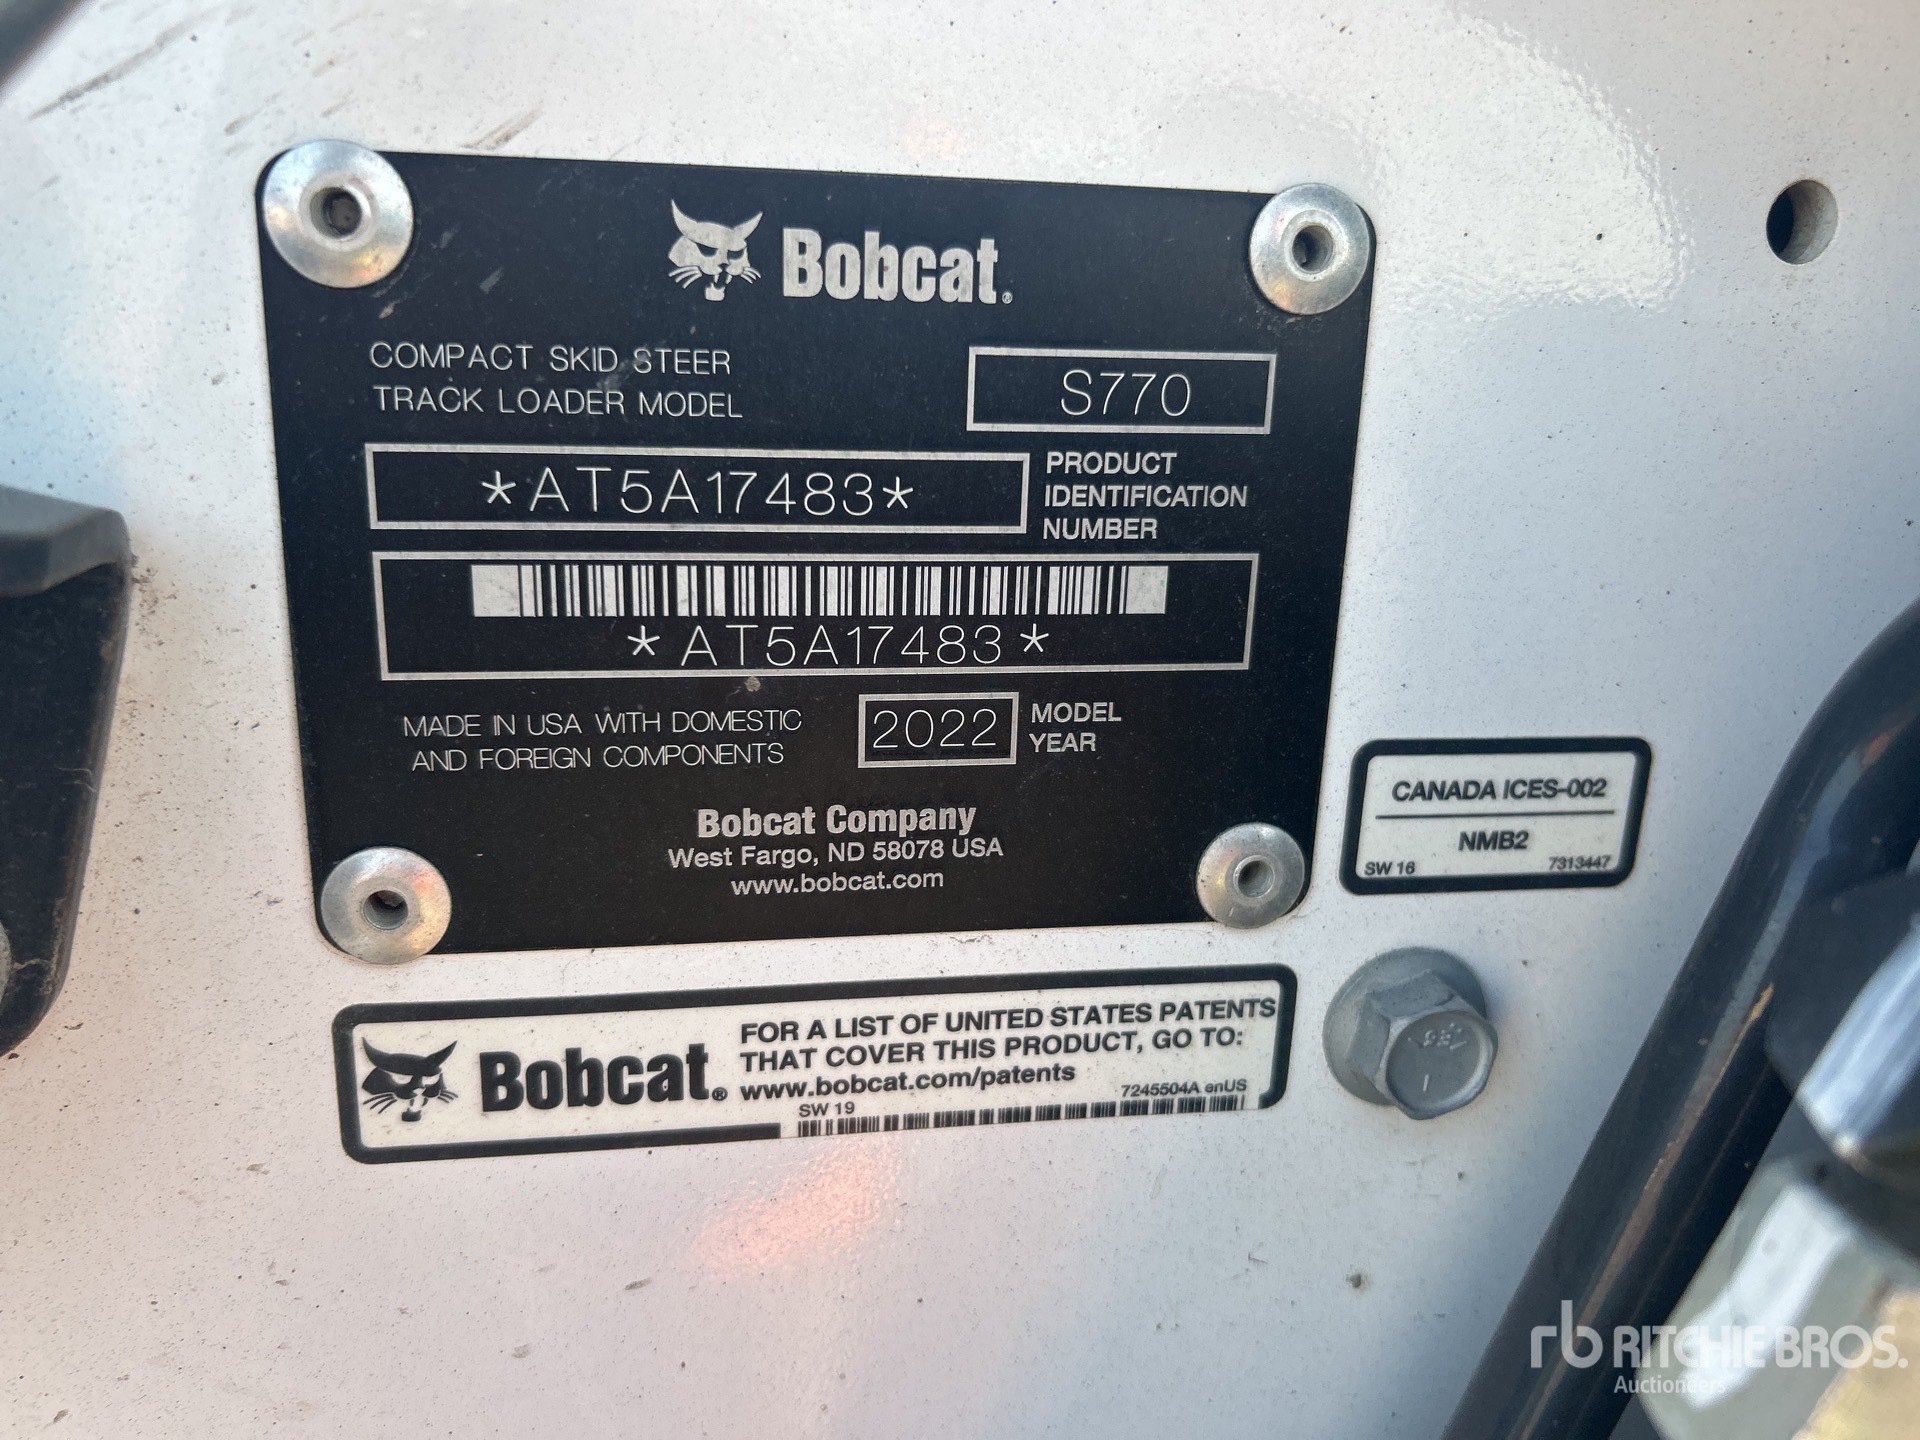 Bobcat®
COMPACT SKID STEER
TRACK LOADER MODEL
S770
*AT5A17483*
PRODUCT
IDENTIFICATION
NUMBER
*AT5A17483*
MADE IN USA WITH DOMESTIC
AND FOREIGN COMPONENTS
2022
MODEL
YEAR
Bobcat Company
West Fargo, ND 58078 USA
www.bobcat.com
CANADA ICES-002
NMB2
SW 16
7313447
Bobcat®
FOR A LIST OF UNITED STATES PATENTS
THAT COVER THIS PRODUCT, GO TO:
www.bobcat.com/patents
7245504A enUS
SW 19
rb RITCHIE BROS.
Auctioneers